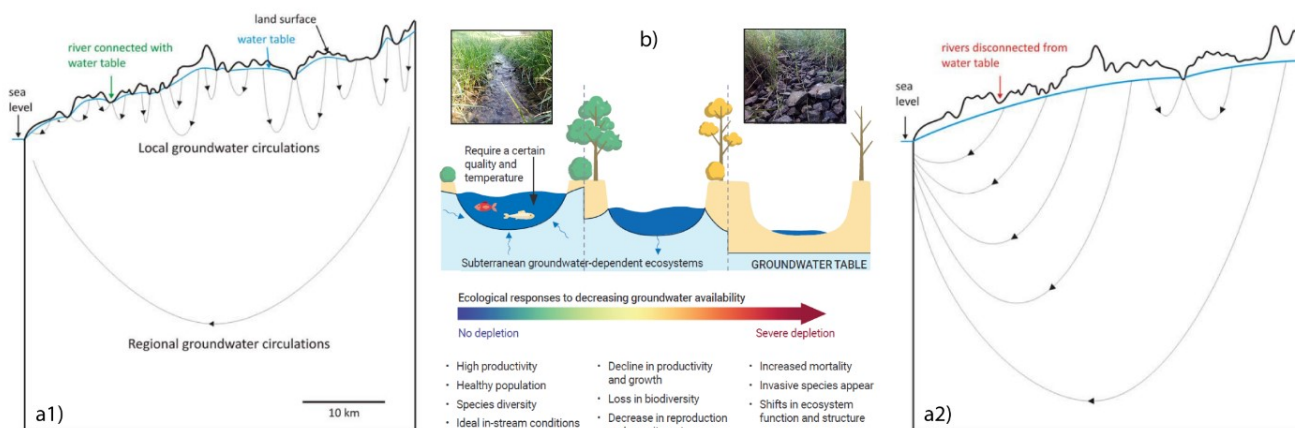 a1)
sea
level
river connected with
water table
water table
land surface
Local groundwater circulations
Regional groundwater circulations
10 km
b)
Require a certain
quality and
temperature
Subterranean groundwater-dependent ecosystems
GROUNDWATER TABLE
Ecological responses to decreasing groundwater availability
No depletion
Severe depletion
· High productivity
· Healthy population
· Species diversity
· Ideal in-stream conditions
· Decline in productivity
and growth
· Loss in biodiversity
· Decrease in reproduction
· Increased mortality
· Invasive species appear
· Shifts in ecosystem
function and structure
a2)
sea
level
rivers disconnected from
water table